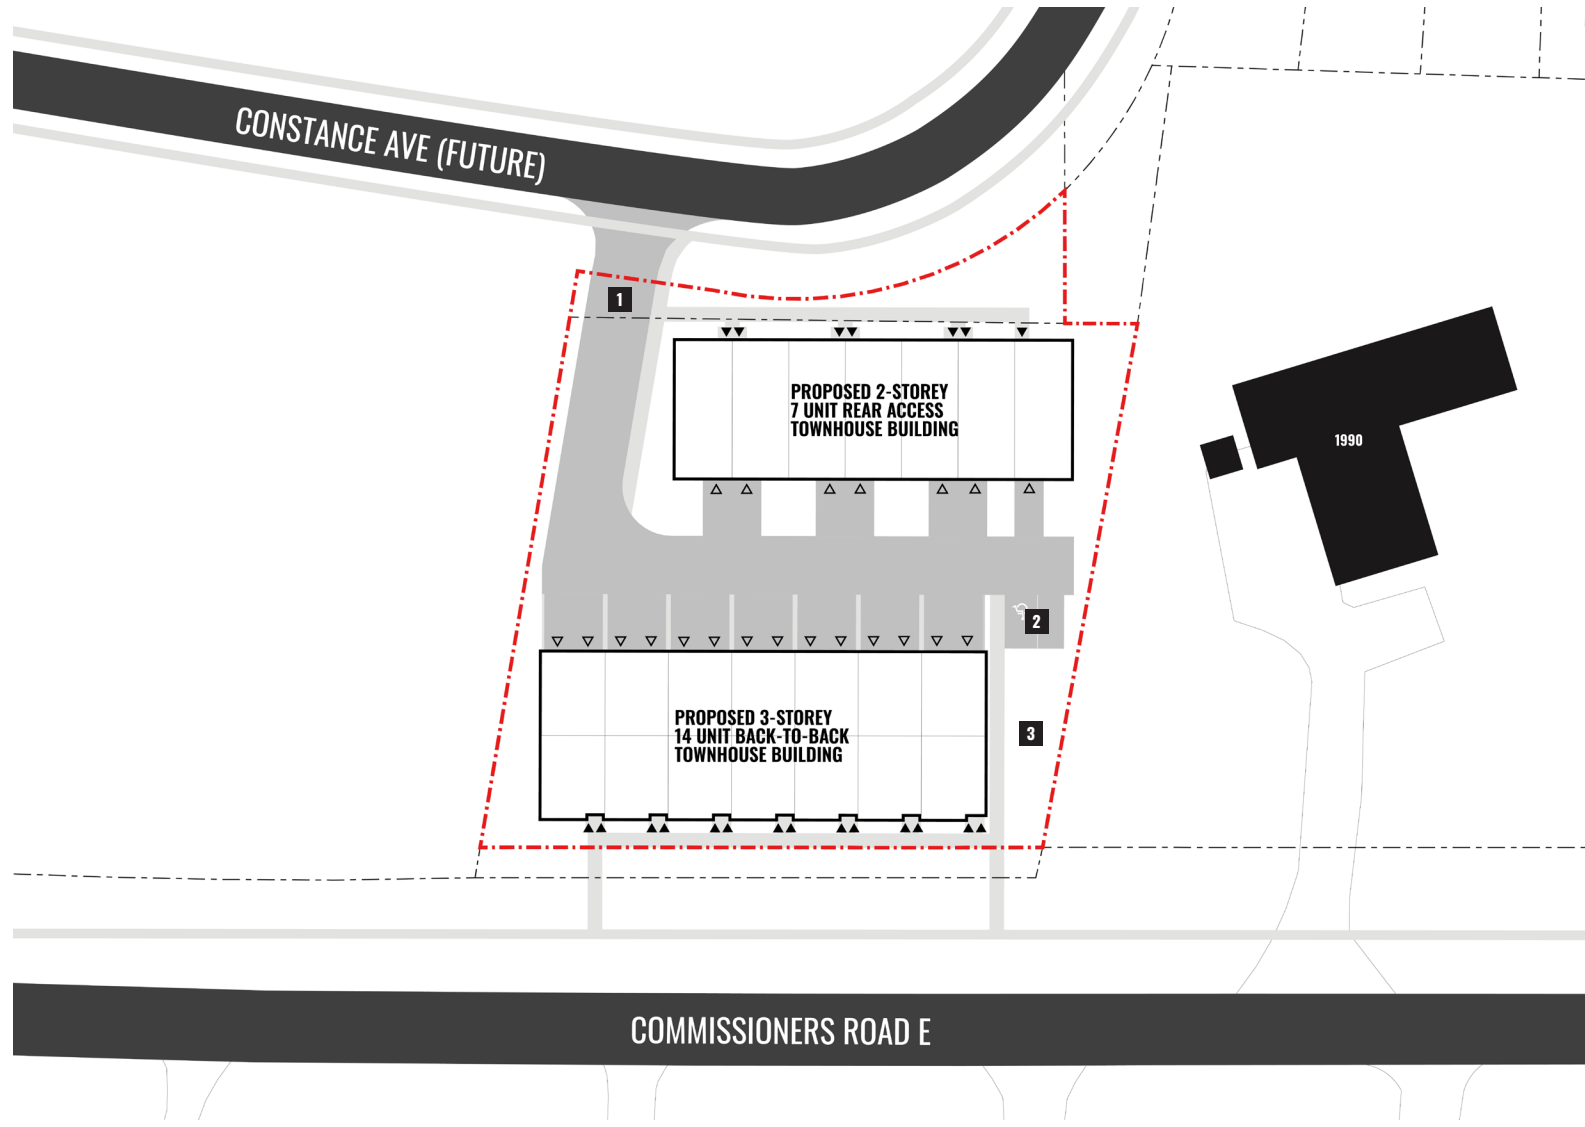 CONSTANCE AVE (FUTURE)
1
PROPOSED 2-STOREY
7 UNIT REAR ACCESS
TOWNHOUSE BUILDING
1990
2
PROPOSED 3-STOREY
14 UNIT BACK-TO-BACK
TOWNHOUSE BUILDING
3
COMMISSIONERS ROAD E